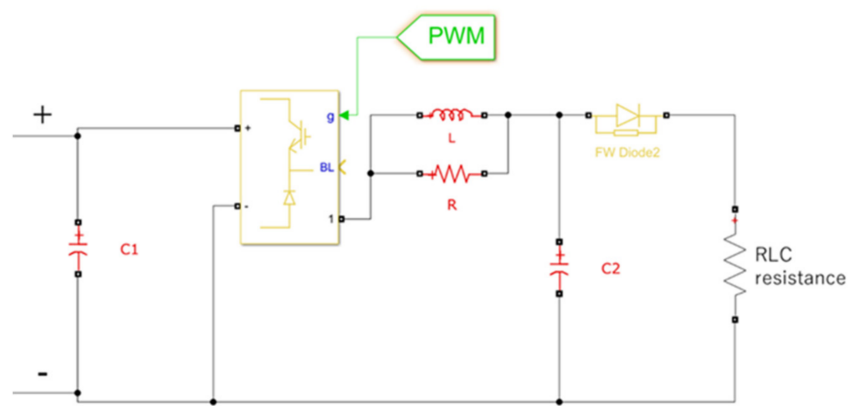 PWM
+
+
g
L
FW Diode2
BL
R
-
1
C1
C2
RLC
resistance
-